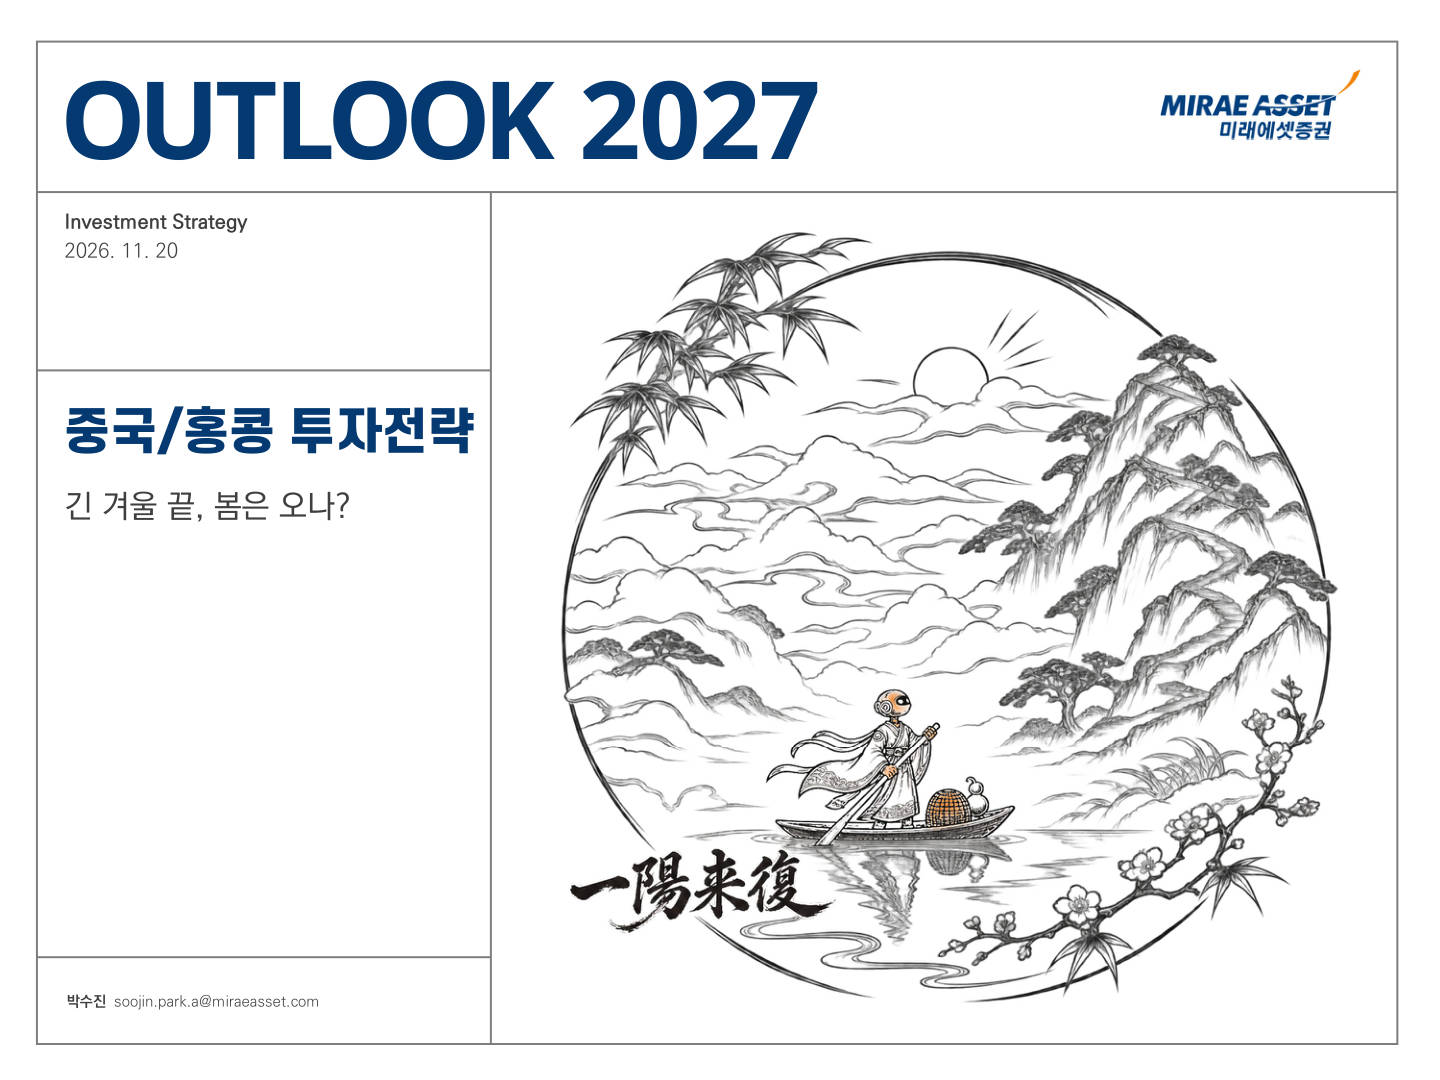 OUTLOOK 2027
MIRAE ASSET
미래에셋증권
Investment Strategy
2026. 11. 20
중국/홍콩 투자전략
긴 겨울 끝, 봄은 오나?
一陽来復
박수진 soojin.park.a@miraeasset.com